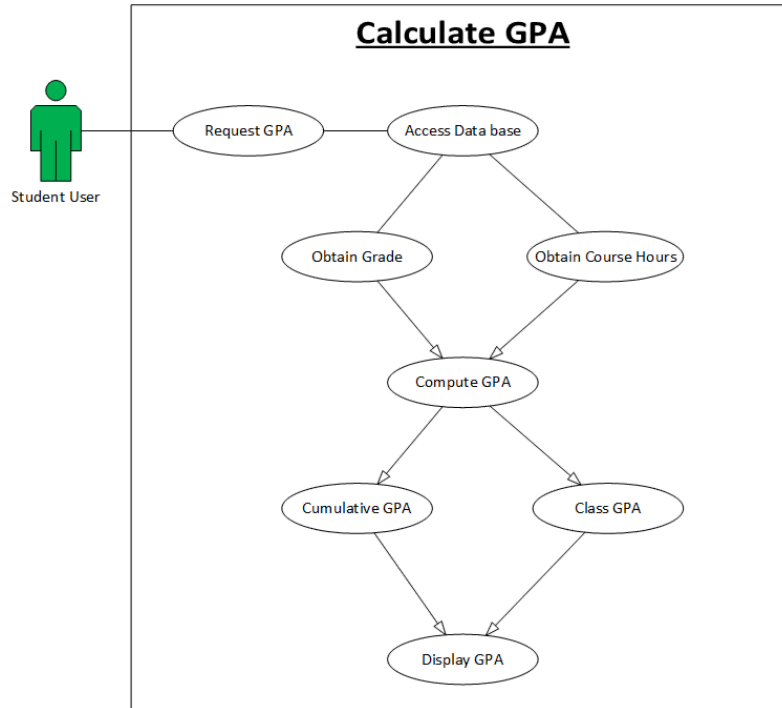 Calculate GPA
Request GPA
Access Data base
Student User
Obtain Grade
Obtain Course Hours
Compute GPA
Cumulative GPA
Class GPA
Display GPA